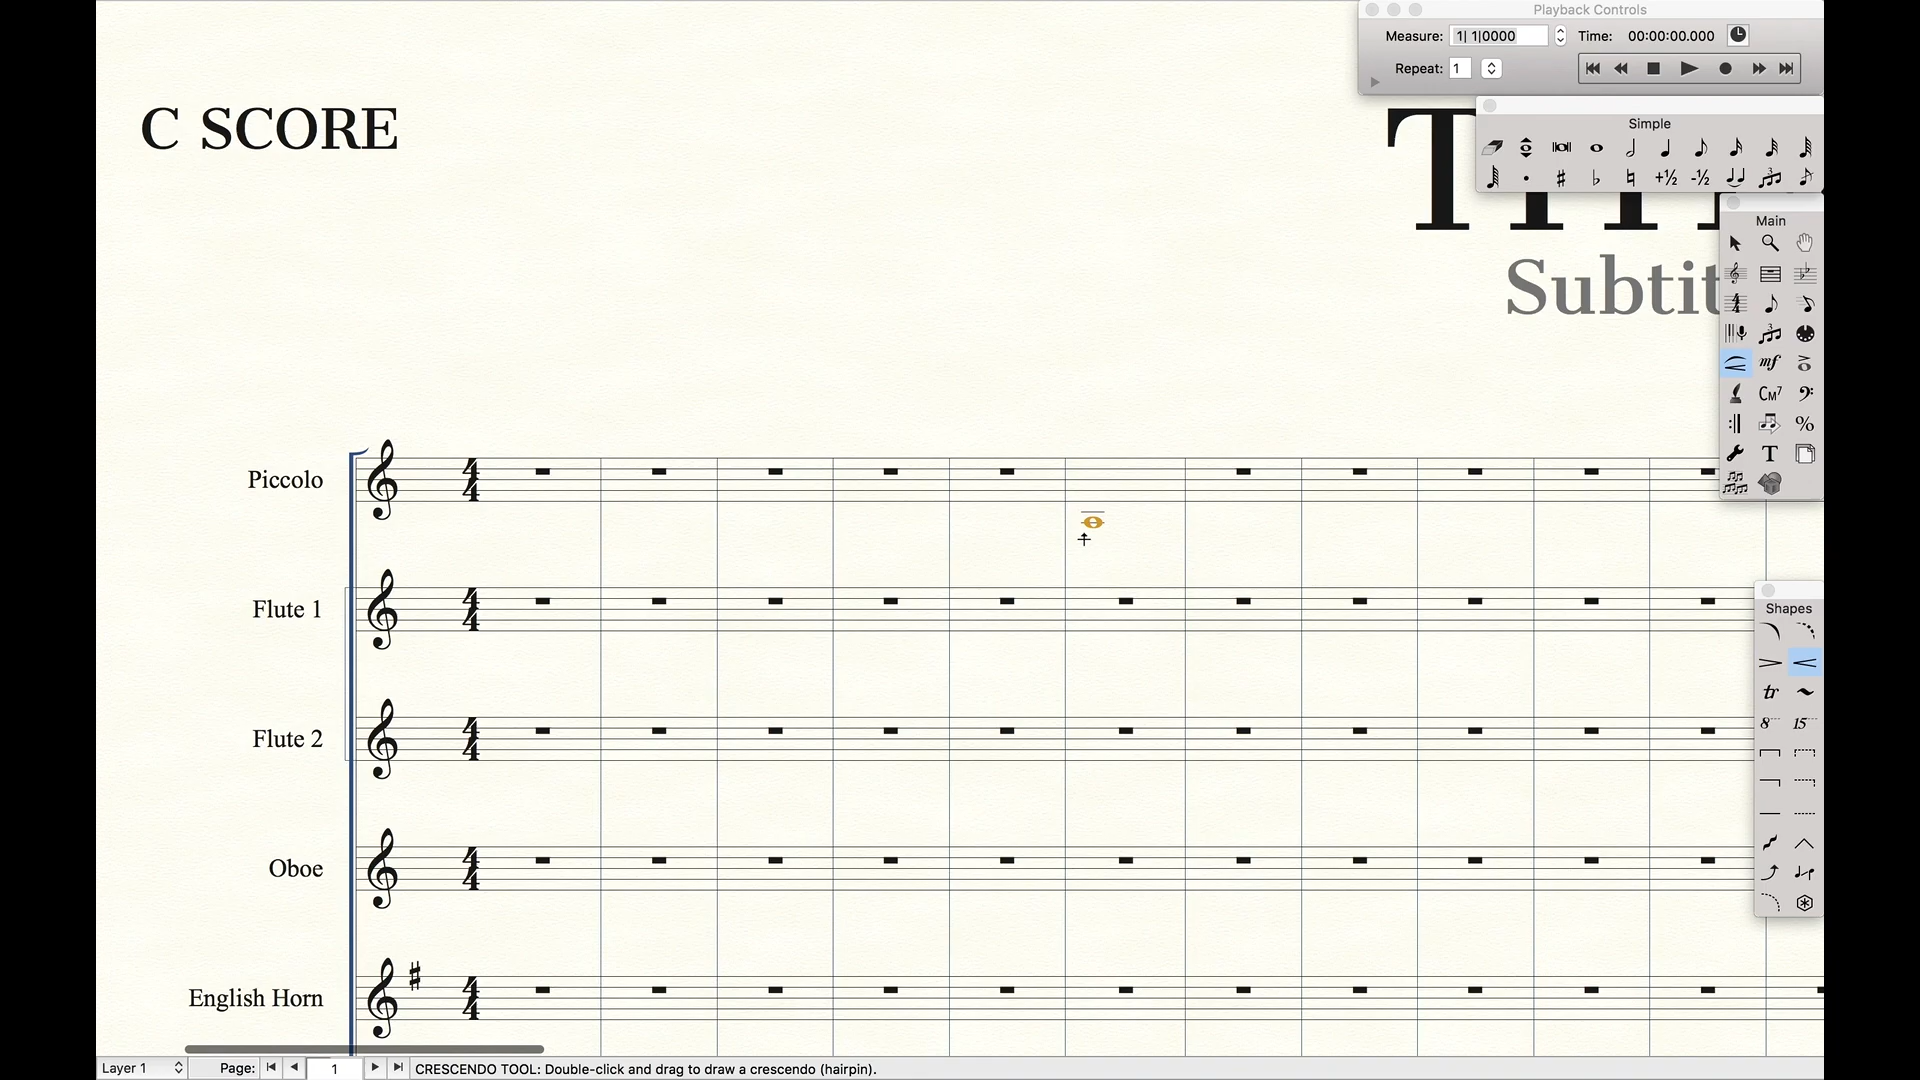 Playback Controls
Measure: 1| 1|0000 Time: 00:00:00.000
Repeat: 1
C SCORE
Simple
Main
Subtit
Piccolo
Flute 1
Shapes
Flute 2
Oboe
English Horn
Layer 1 Page: 1 CRESCENDO TOOL: Double-click and drag to draw a crescendo (hairpin).